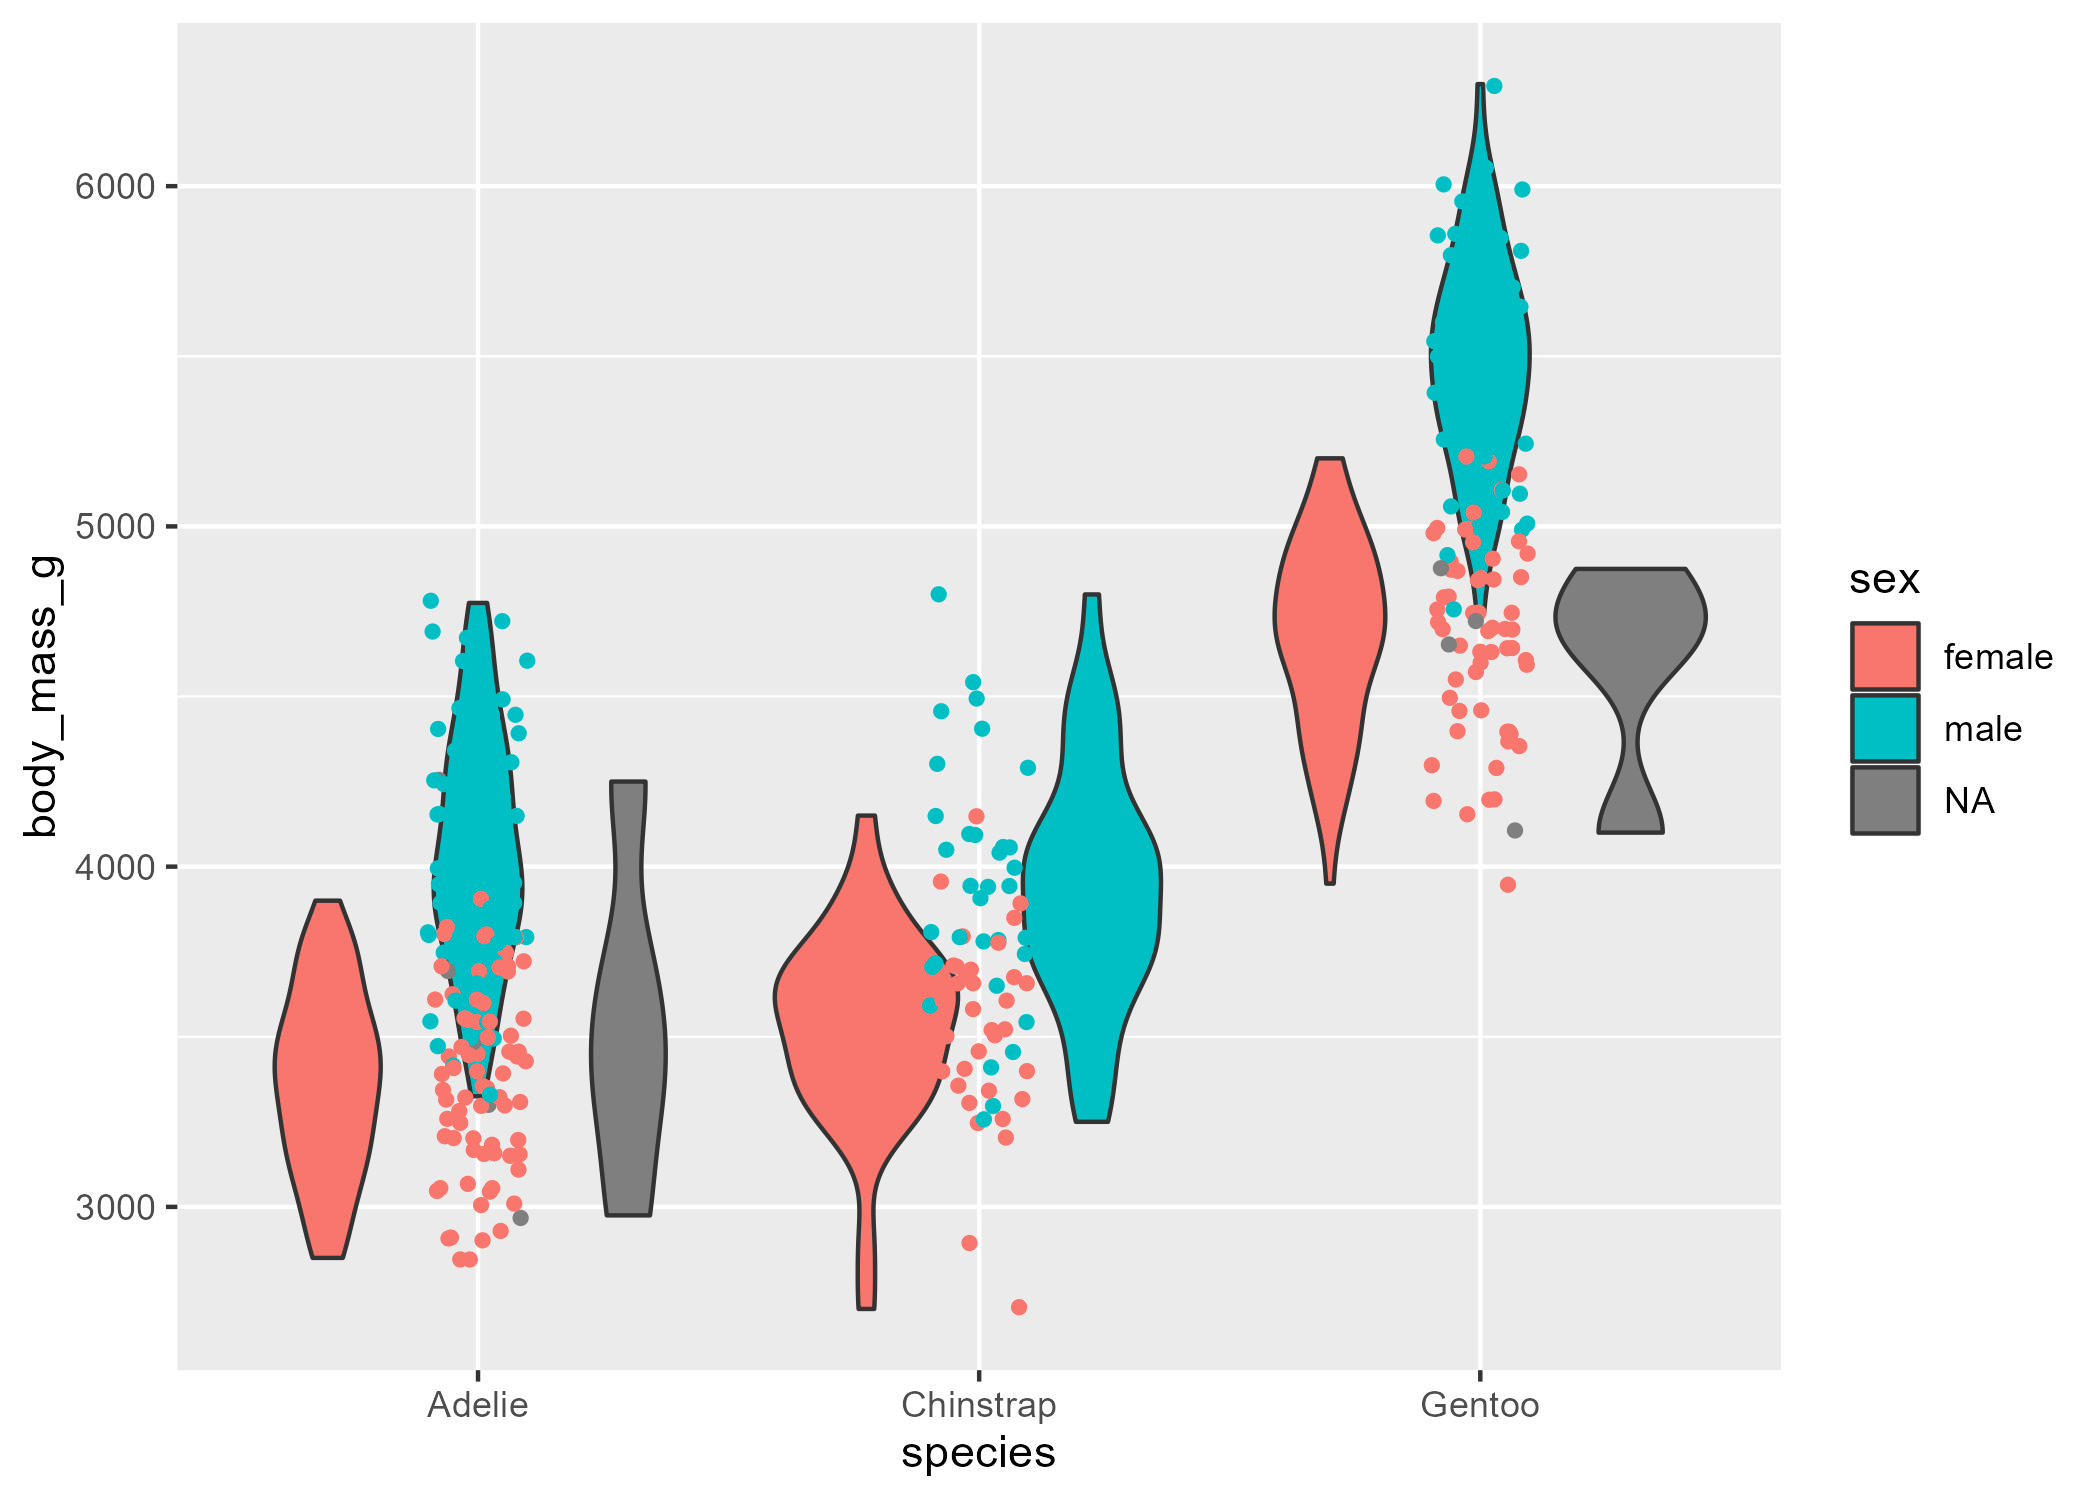 body_mass_g
6000
5000
4000
3000
Adelie
Chinstrap
Gentoo
species
sex
female
male
NA